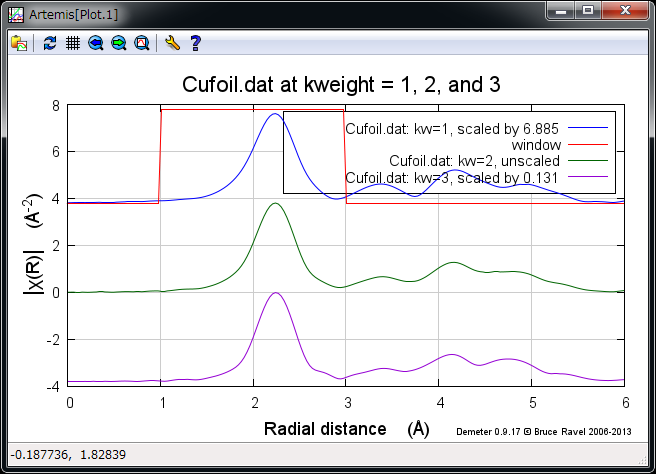 Artemis[Plot.1]
Cufoil.dat at kweight = 1, 2, and 3
Cufoil.dat: kw=1, scaled by 6.885
window
Cufoil.dat: kw=2, unscaled
Cufoil.dat: kw=3, scaled by 0.131
|χ(R)| (Å⁻²)
8
6
4
2
0
-2
-4
0 1 2 3 4 5 6
Radial distance (Å)
Demeter 0.9.17 © Bruce Ravel 2006-2013
-0.187736, 1.82839